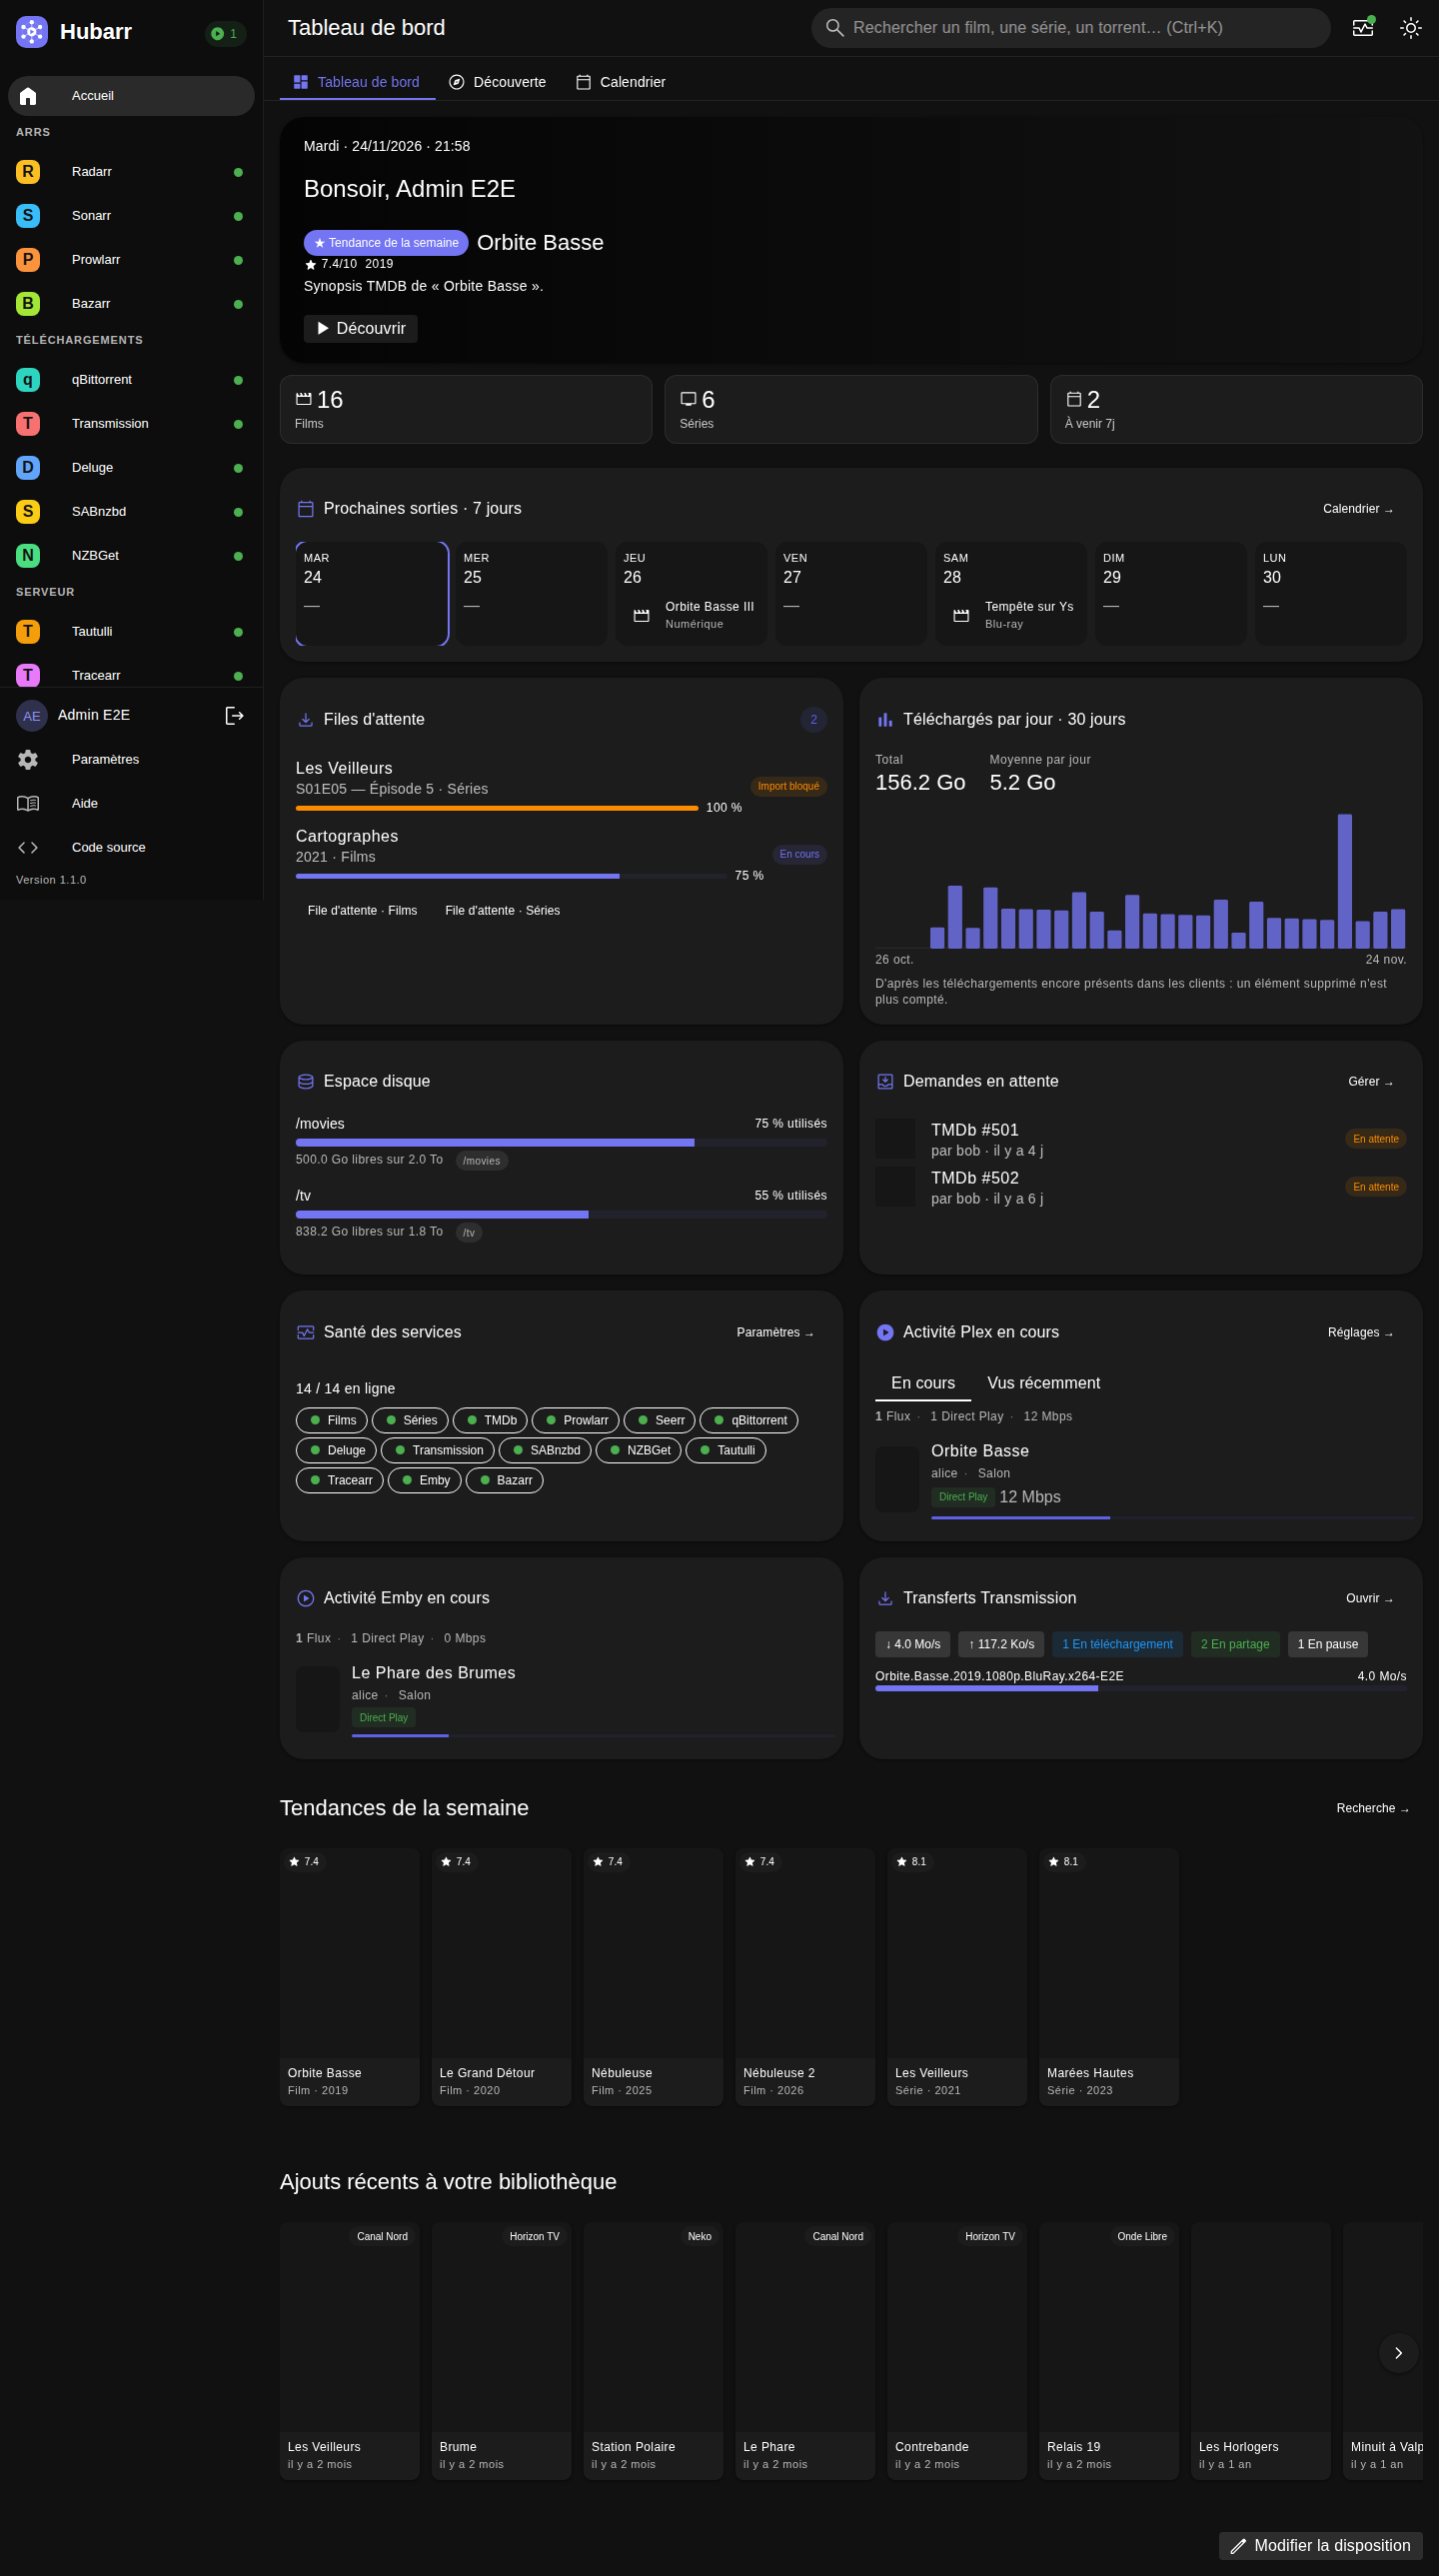 Hubarr
1
Accueil
ARRS
R Radarr
S Sonarr
P Prowlarr
B Bazarr
TÉLÉCHARGEMENTS
q qBittorrent
T Transmission
D Deluge
S SABnzbd
N NZBGet
SERVEUR
T Tautulli
T Tracearr
AE Admin E2E
Paramètres
Aide
Code source
Version 1.1.0
Tableau de bord
Rechercher un film, une série, un torrent… (Ctrl+K)
Tableau de bord Découverte Calendrier
Mardi · 24/11/2026 · 21:58
Bonsoir, Admin E2E
Tendance de la semaine Orbite Basse
7.4/10 2019
Synopsis TMDB de « Orbite Basse ».
Découvrir
16
Films
6
Séries
2
À venir 7j
Prochaines sorties · 7 jours
Calendrier →
MAR
24
—
MER
25
—
JEU
26
Orbite Basse III
Numérique
VEN
27
—
SAM
28
Tempête sur Ys
Blu-ray
DIM
29
—
LUN
30
—
Files d'attente
2
Les Veilleurs
S01E05 — Épisode 5 · Séries
Import bloqué
100 %
Cartographes
2021 · Films
En cours
75 %
File d'attente · Films File d'attente · Séries
Téléchargés par jour · 30 jours
Total
156.2 Go
Moyenne par jour
5.2 Go
26 oct. 24 nov.
D'après les téléchargements encore présents dans les clients : un élément supprimé n'est
plus compté.
Espace disque
/movies 75 % utilisés
500.0 Go libres sur 2.0 To /movies
/tv 55 % utilisés
838.2 Go libres sur 1.8 To /tv
Demandes en attente
Gérer →
TMDb #501
par bob · il y a 4 j
En attente
TMDb #502
par bob · il y a 6 j
En attente
Santé des services
Paramètres →
14 / 14 en ligne
Films Séries TMDb Prowlarr Seerr qBittorrent
Deluge Transmission SABnzbd NZBGet Tautulli
Tracearr Emby Bazarr
Activité Plex en cours
Réglages →
En cours Vus récemment
1 Flux · 1 Direct Play · 12 Mbps
Orbite Basse
alice · Salon
Direct Play 12 Mbps
Activité Emby en cours
1 Flux · 1 Direct Play · 0 Mbps
Le Phare des Brumes
alice · Salon
Direct Play
Transferts Transmission
Ouvrir →
↓ 4.0 Mo/s ↑ 117.2 Ko/s 1 En téléchargement 2 En partage 1 En pause
Orbite.Basse.2019.1080p.BluRay.x264-E2E 4.0 Mo/s
Tendances de la semaine
Recherche →
7.4 7.4 7.4 7.4 8.1 8.1
Orbite Basse Le Grand Détour Nébuleuse Nébuleuse 2 Les Veilleurs Marées Hautes
Film · 2019 Film · 2020 Film · 2025 Film · 2026 Série · 2021 Série · 2023
Ajouts récents à votre bibliothèque
Canal Nord Horizon TV Neko Canal Nord Horizon TV Onde Libre
Les Veilleurs Brume Station Polaire Le Phare Contrebande Relais 19 Les Horlogers Minuit à Valp
il y a 2 mois il y a 2 mois il y a 2 mois il y a 2 mois il y a 2 mois il y a 2 mois il y a 1 an il y a 1 an
Modifier la disposition